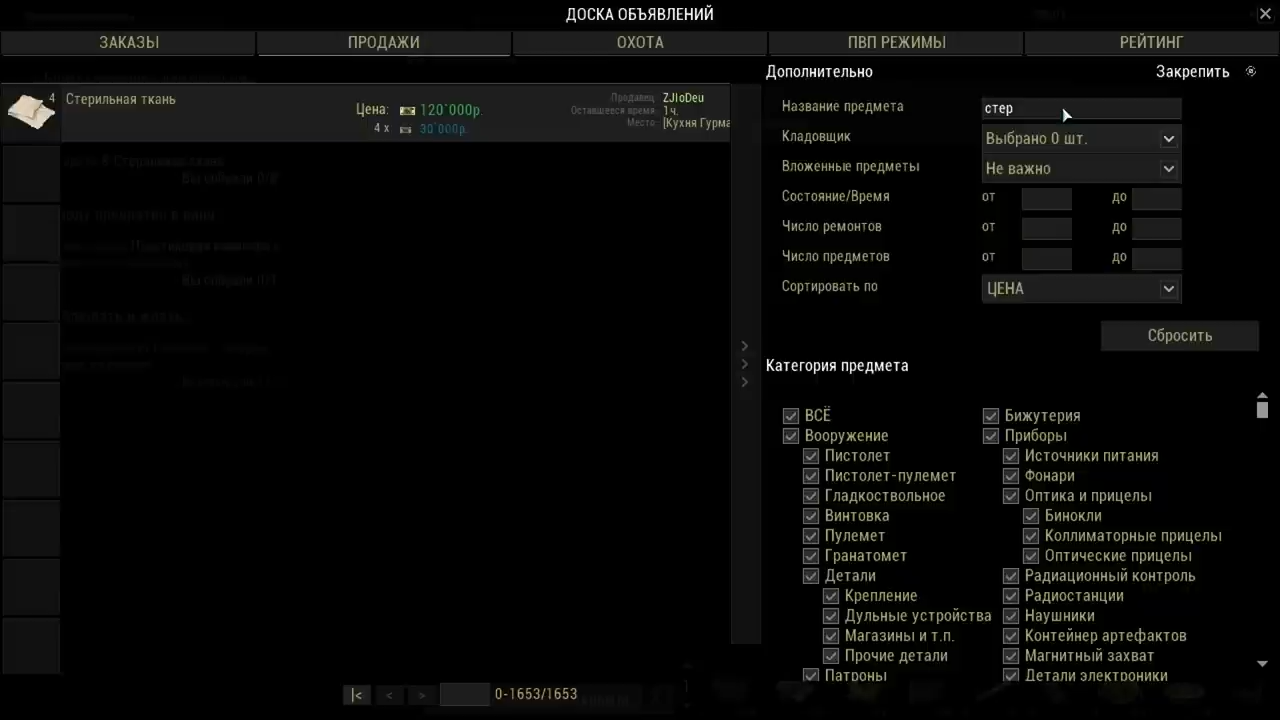 ДОСКА ОБЪЯВЛЕНИЙ
ЗАКАЗЫ
ПРОДАЖИ
ОХОТА
ПВП РЕЖИМЫ
РЕЙТИНГ
4
Стерильная ткань
Цена: 120`000р.
4 x 30`000р.
Продавец: ZJIoDeu
Оставшееся время: 1ч.
Место: [Кухня Гурма
Дополнительно
Закрепить
Название предмета стер
Кладовщик Выбрано 0 шт.
Вложенные предметы Не важно
Состояние/Время от до
Число ремонтов от до
Число предметов от до
Сортировать по ЦЕНА
Сбросить
Категория предмета
ВСЁ
Вооружение
Пистолет
Пистолет-пулемет
Гладкоствольное
Винтовка
Пулемет
Гранатомет
Детали
Крепление
Дульные устройства
Магазины и т.п.
Прочие детали
Патроны
Бижутерия
Приборы
Источники питания
Фонари
Оптика и прицелы
Бинокли
Коллиматорные прицелы
Оптические прицелы
Радиационный контроль
Радиостанции
Наушники
Контейнер артефактов
Магнитный захват
Детали электроники
|< < > 0-1653/1653